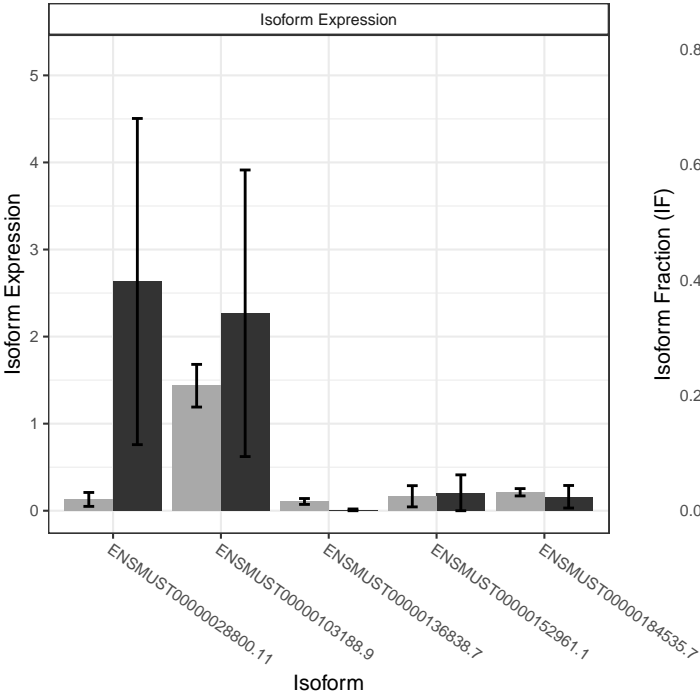 Isoform Expression
Isoform Expression
5
4
3
2
1
0
ENSMUST00000028800.11
ENSMUST00000103188.9
ENSMUST00000136838.7
ENSMUST00000152961.1
ENSMUST00000184535.7
Isoform
Isoform Fraction (IF)
0.8
0.6
0.4
0.2
0.0